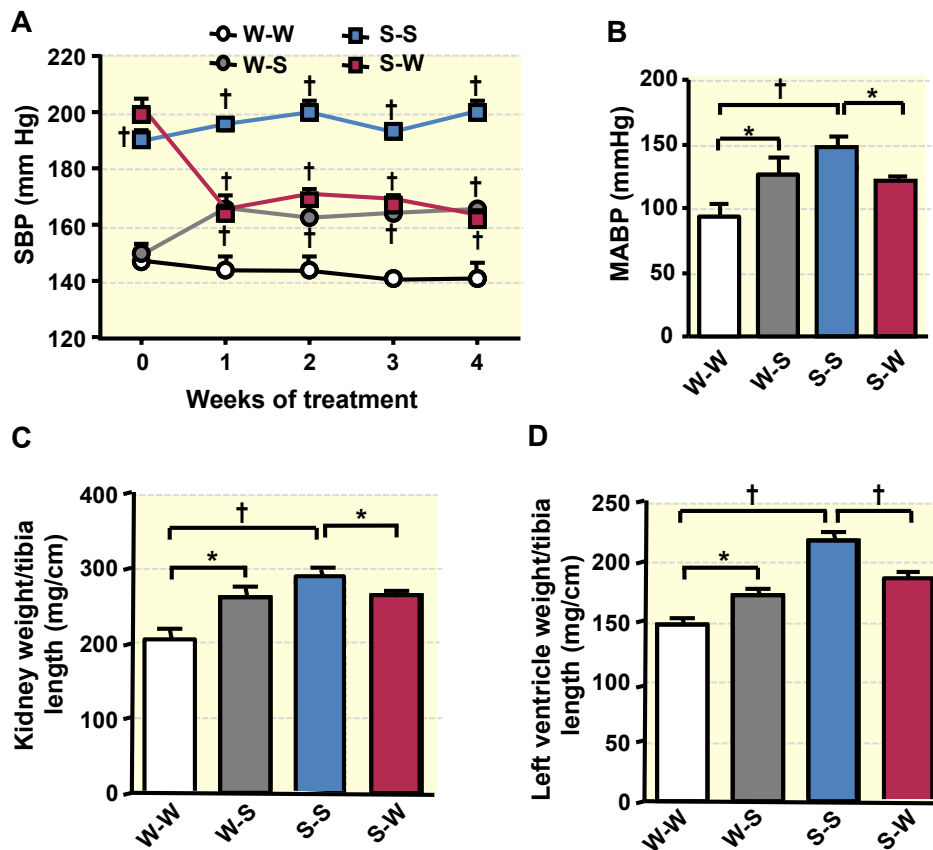 A
W-W
S-S
W-S
S-W
SBP (mm Hg)
220
200
180
160
140
120
†
†
†
†
†
†
†
†
†
†
†
†
†
0 1 2 3 4
Weeks of treatment
B
MABP (mmHg)
200
150
100
50
0
†
*
*
W-W W-S S-S S-W
C
Kidney weight/tibia
length (mg/cm)
400
300
200
100
0
†
*
*
W-W W-S S-S S-W
D
Left ventricle weight/tibia
length (mg/cm)
250
200
150
100
50
0
†
†
*
W-W W-S S-S S-W